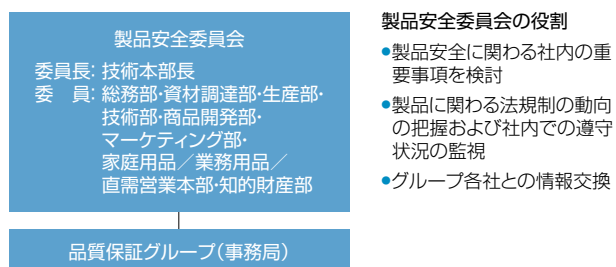 製品安全委員会
委員長：技術本部長
委　員：総務部・資材調達部・生産部・
技術部・商品開発部・
マーケティング部・
家庭用品／業務用品／
直需営業本部・知的財産部
品質保証グループ（事務局）
製品安全委員会の役割
●製品安全に関わる社内の重
要事項を検討
●製品に関わる法規制の動向
の把握および社内での遵守
状況の監視
●グループ各社との情報交換